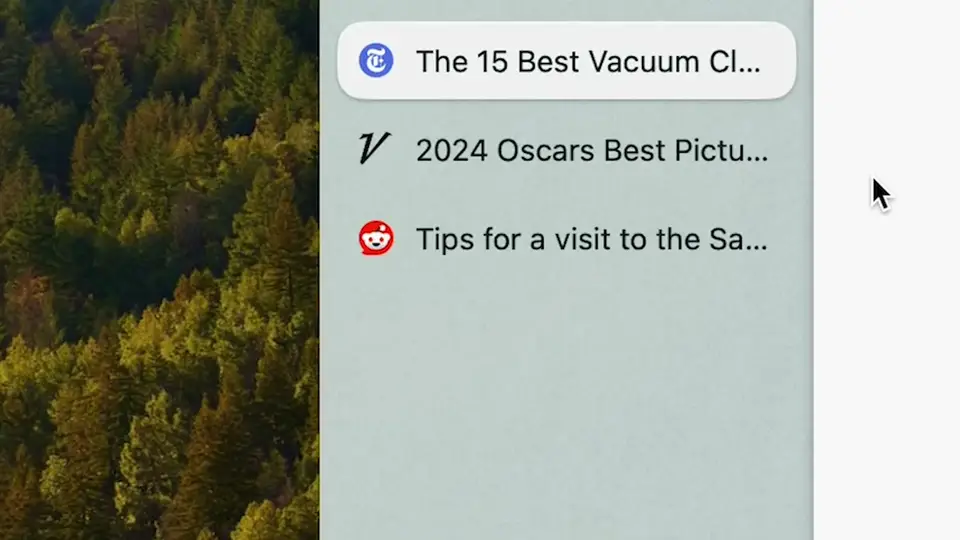 The 15 Best Vacuum Cl...
2024 Oscars Best Pictu...
Tips for a visit to the Sa...